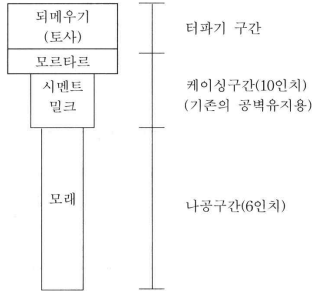 되메우기
(토사)
터파기 구간
모르타르
시멘트
밀크
케이싱구간(10인치)
(기존의 공벽유지용)
모래
나공구간(6인치)